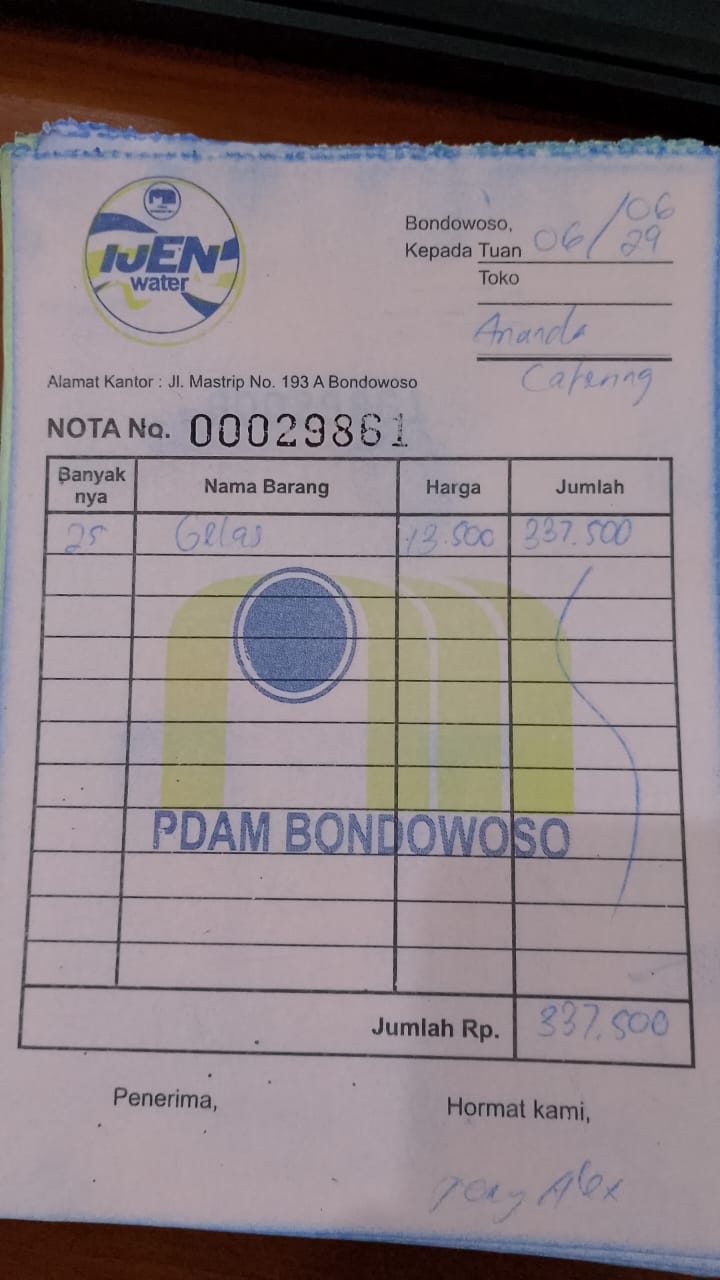 IJEN
water
Bondowoso, 06/06
Kepada Tuan 29
Toko
Ananda
Catering
Alamat Kantor : Jl. Mastrip No. 193 A Bondowoso
NOTA No. 00029861
Banyak nya Nama Barang Harga Jumlah
25 Gelas 13.500 337.500
PDAM BONDOWOSO
Jumlah Rp. 337.500
Penerima, Hormat kami,
Alex